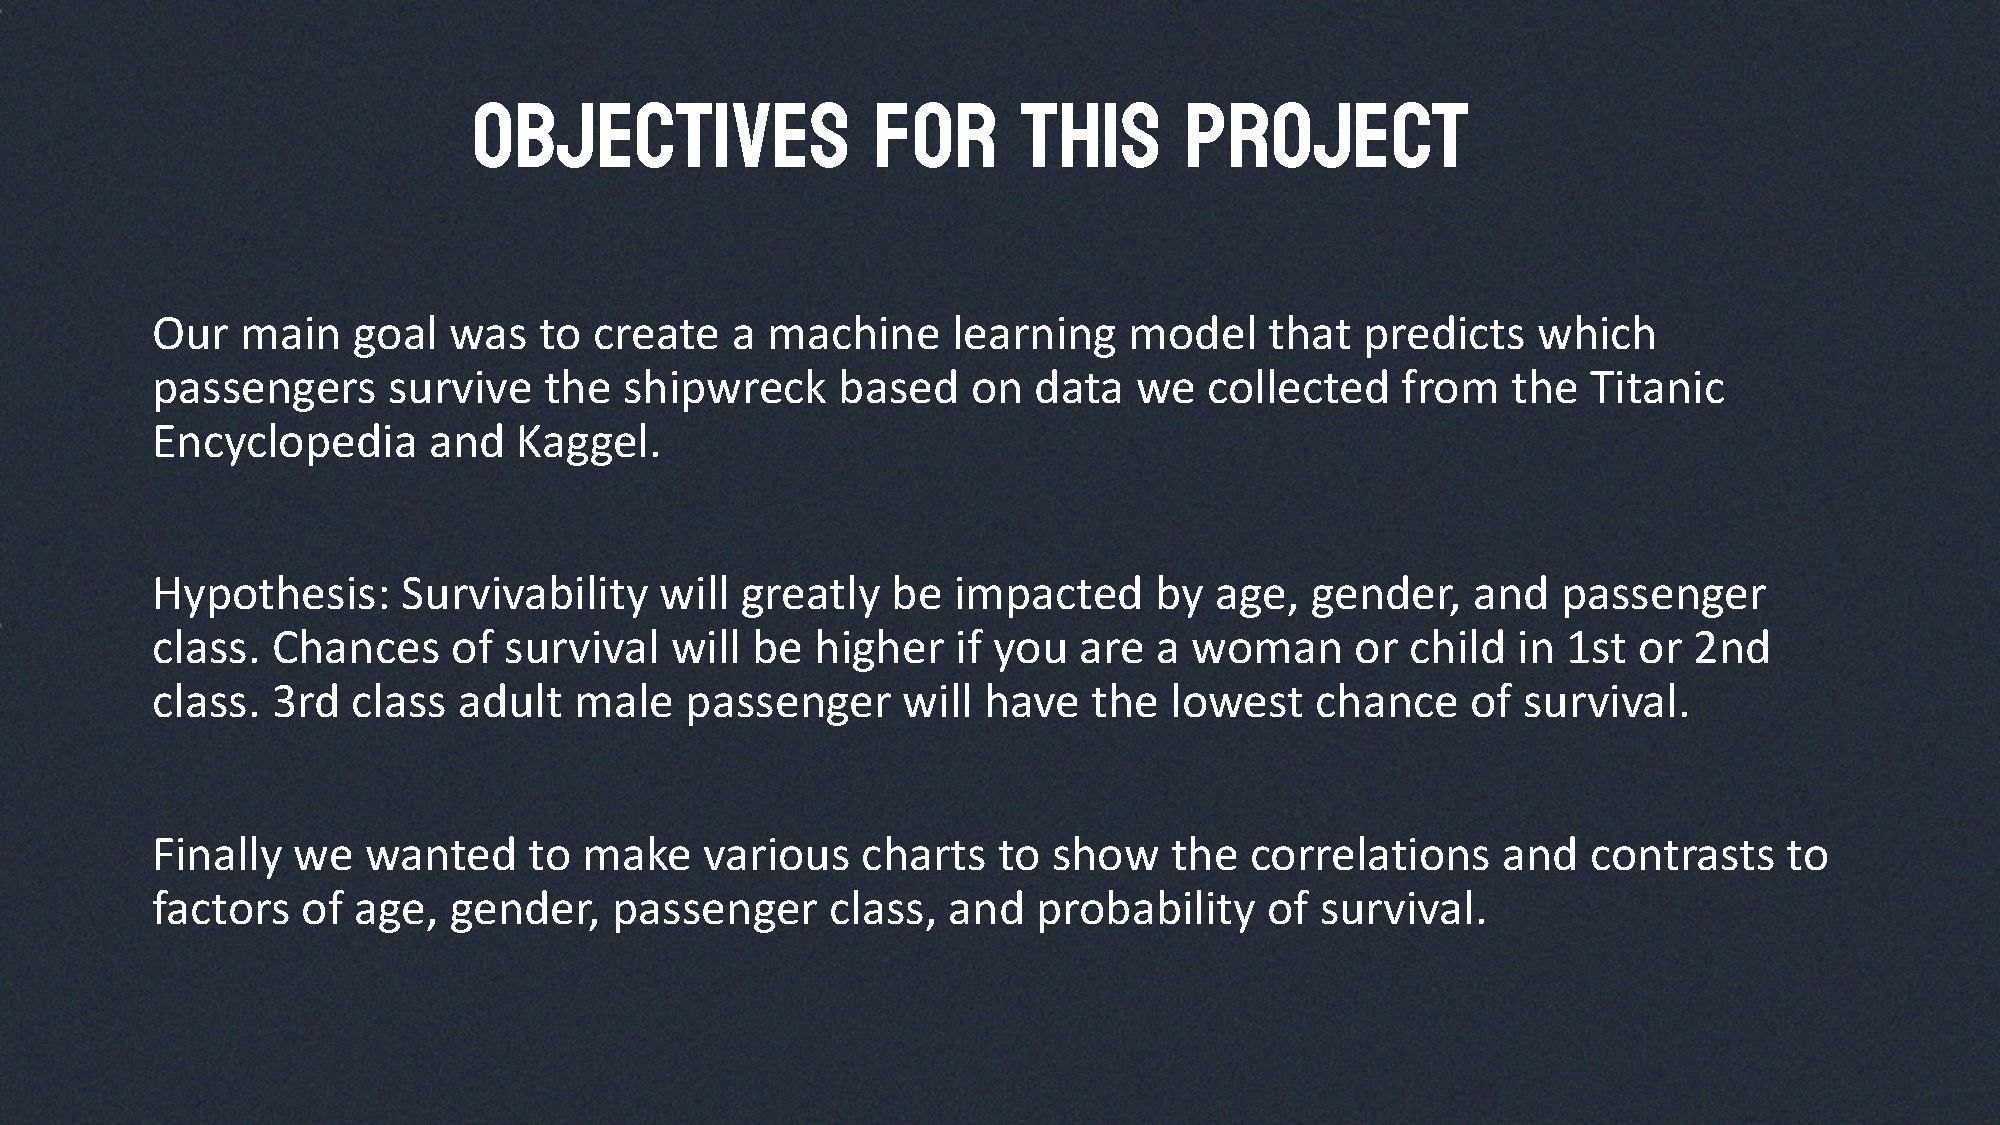 OBJECTIVES FOR THIS PROJECT
Our main goal was to create a machine learning model that predicts which
passengers survive the shipwreck based on data we collected from the Titanic
Encyclopedia and Kaggel.
Hypothesis: Survivability will greatly be impacted by age, gender, and passenger
class. Chances of survival will be higher if you are a woman or child in 1st or 2nd
class. 3rd class adult male passenger will have the lowest chance of survival.
Finally we wanted to make various charts to show the correlations and contrasts to
factors of age, gender, passenger class, and probability of survival.